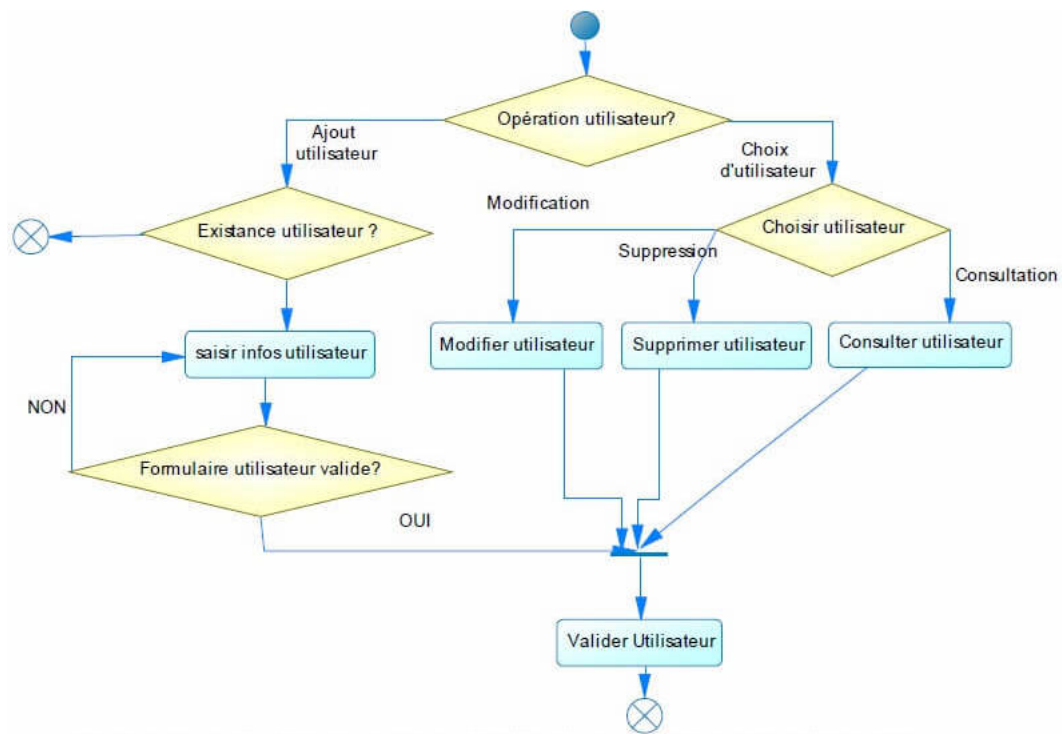 Opération utilisateur?
Ajout
utilisateur
Choix
d'utilisateur
Existance utilisateur ?
Modification
Choisir utilisateur
Suppression
Consultation
saisir infos utilisateur
Modifier utilisateur
Supprimer utilisateur
Consulter utilisateur
NON
Formulaire utilisateur valide?
OUI
Valider Utilisateur